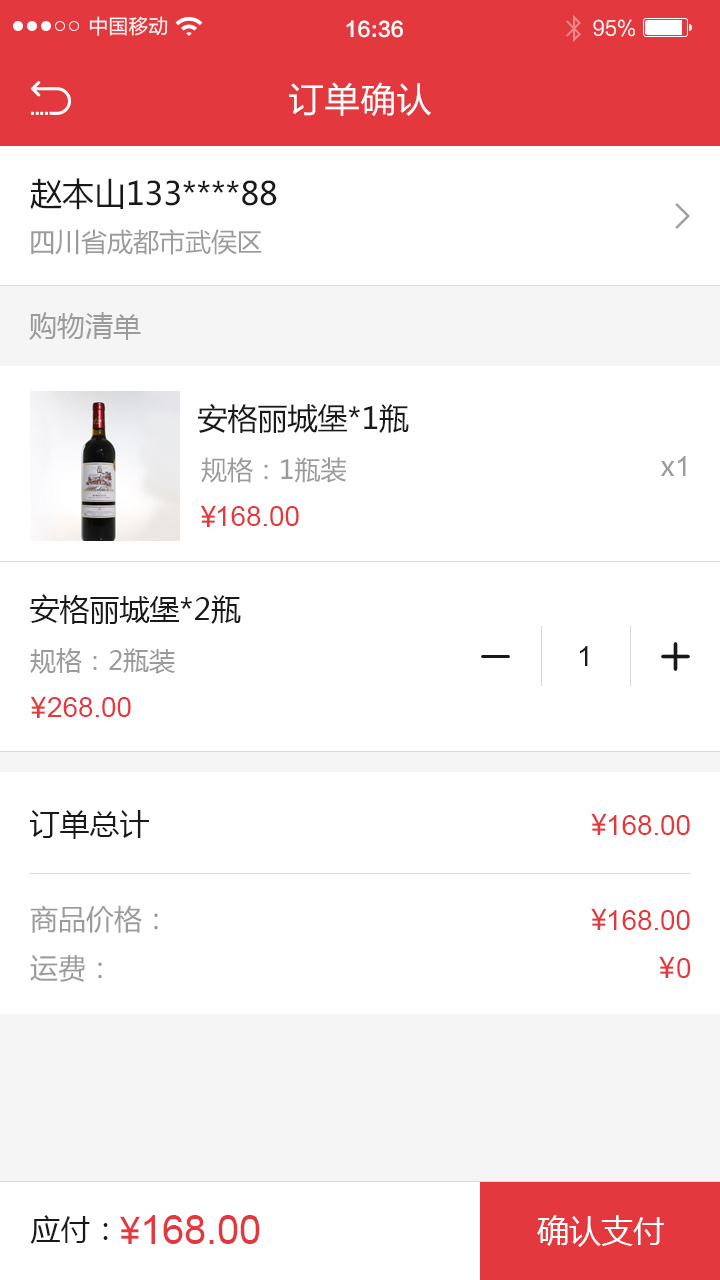 中国移动 16:36 95%
订单确认
赵本山133****88
四川省成都市武侯区
购物清单
安格丽城堡*1瓶
规格：1瓶装 x1
¥168.00
安格丽城堡*2瓶
规格：2瓶装 1
¥268.00
订单总计 ¥168.00
商品价格： ¥168.00
运费： ¥0
应付：¥168.00 确认支付